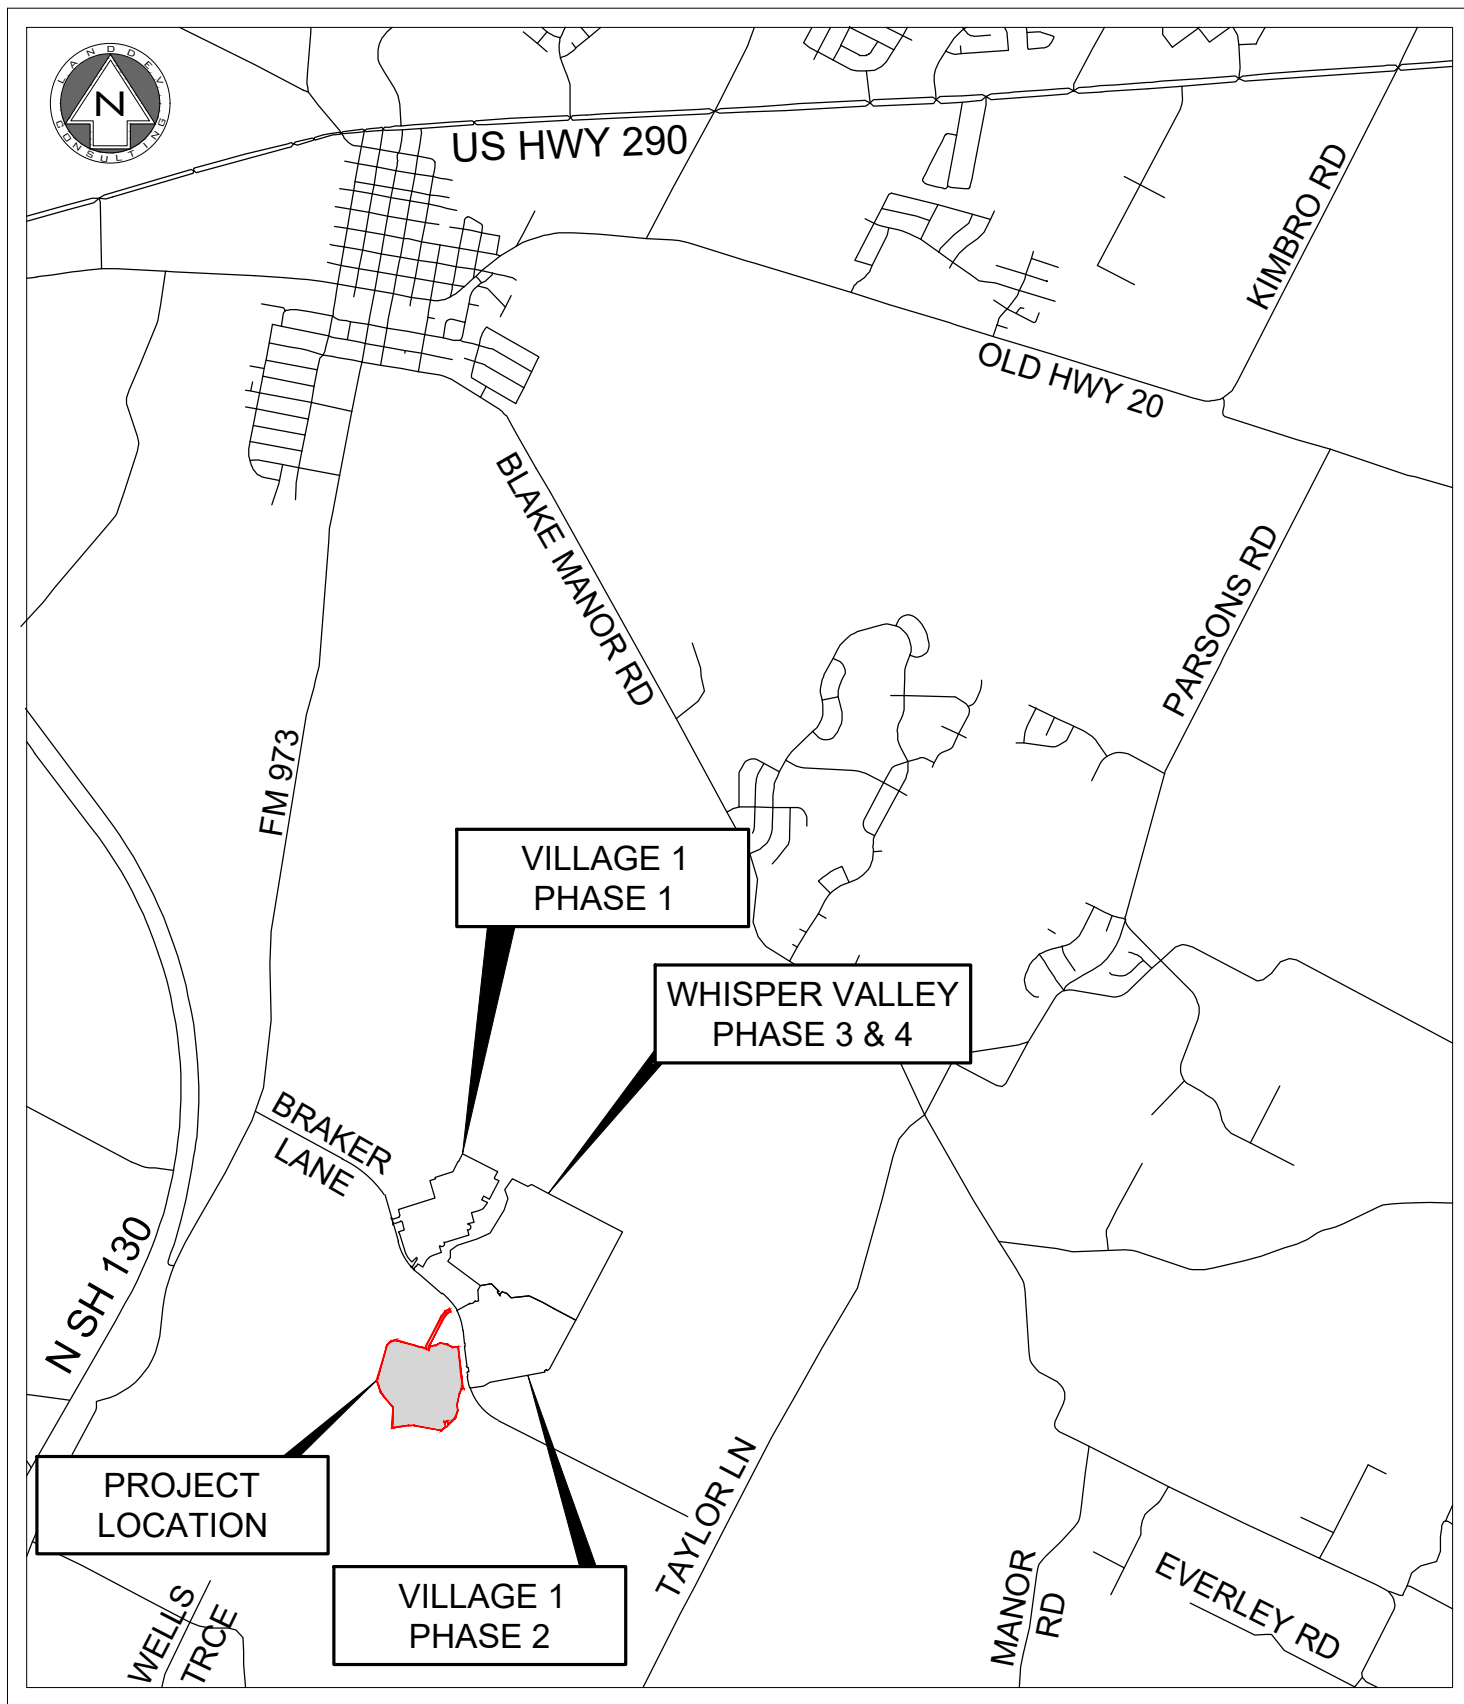 LANDDEV
CONSULTING
N
US HWY 290
KIMBRO RD
OLD HWY 20
BLAKE MANOR RD
PARSONS RD
FM 973
VILLAGE 1
PHASE 1
WHISPER VALLEY
PHASE 3 & 4
BRAKER
LANE
N SH 130
PROJECT
LOCATION
VILLAGE 1
PHASE 2
TAYLOR LN
WELLS
TRCE
MANOR
RD
EVERLEY RD